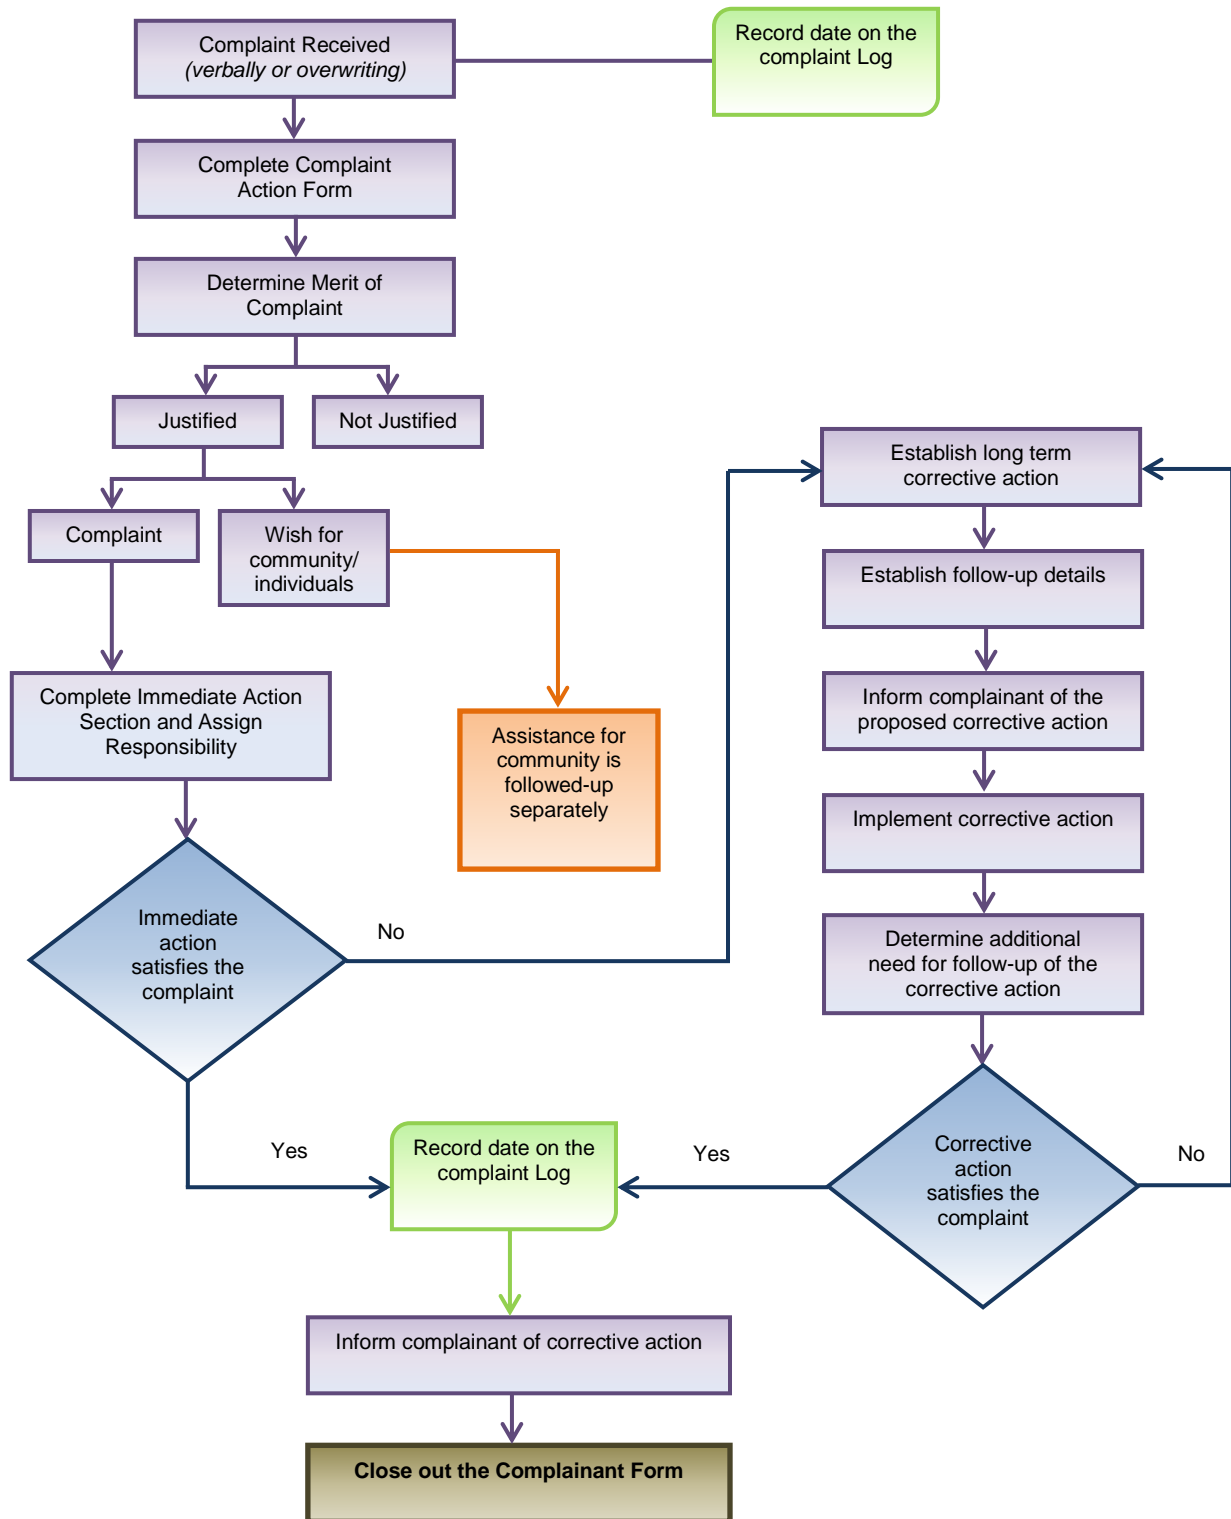 Complaint Received
(verbally or overwriting)
Record date on the
complaint Log
Complete Complaint
Action Form
Determine Merit of
Complaint
Justified
Not Justified
Complaint
Wish for
community/
individuals
Complete Immediate Action
Section and Assign
Responsibility
Assistance for
community is
followed-up
separately
Immediate
action
satisfies the
complaint
No
Yes
Establish long term
corrective action
Establish follow-up details
Inform complainant of the
proposed corrective action
Implement corrective action
Determine additional
need for follow-up of the
corrective action
Corrective
action
satisfies the
complaint
No
Yes
Record date on the
complaint Log
Inform complainant of corrective action
Close out the Complainant Form